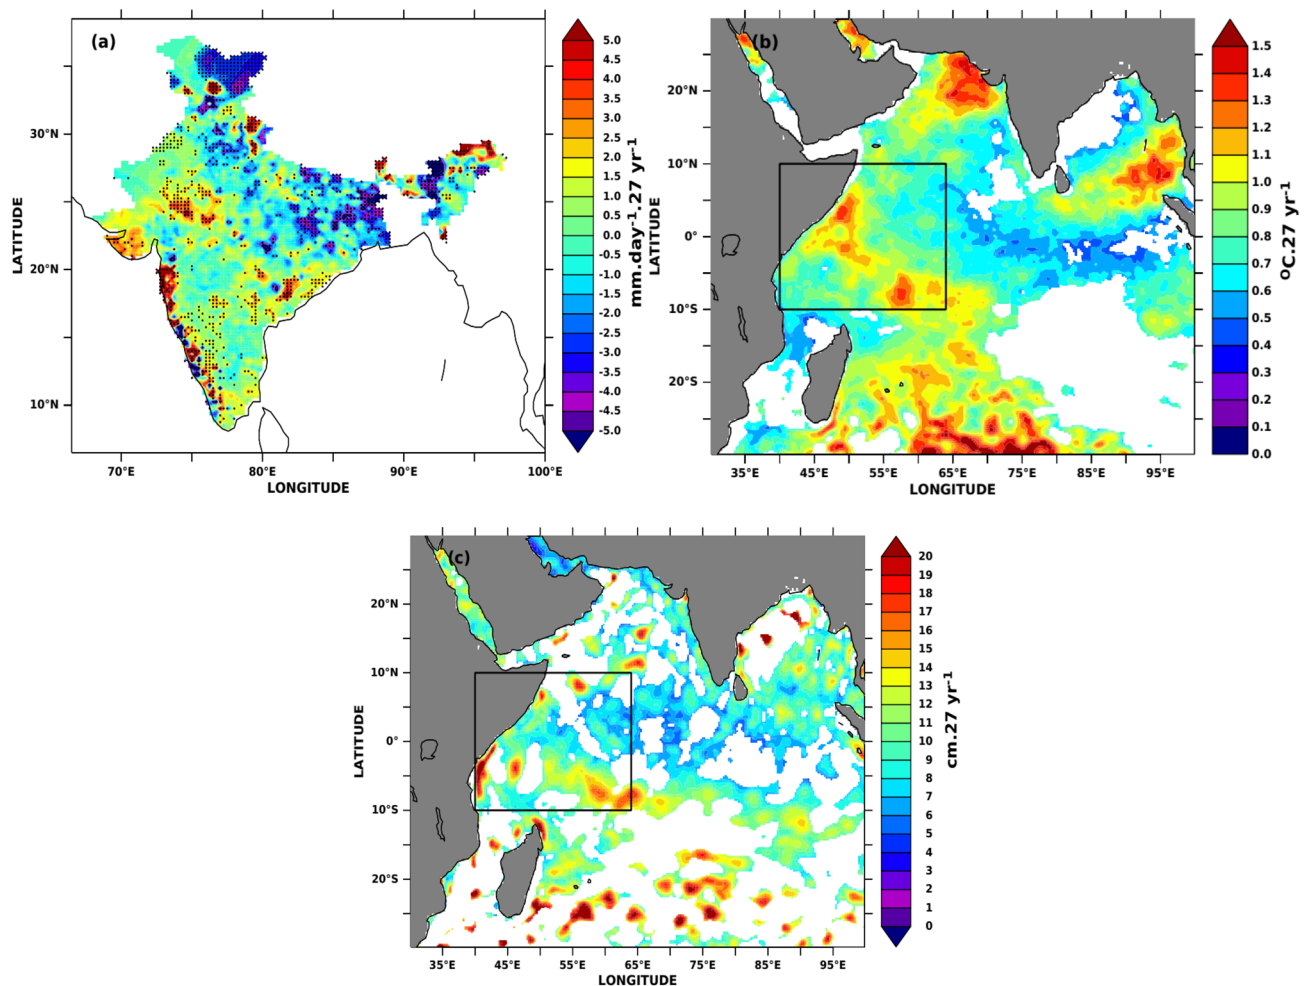 (a)
30°N
20°N
10°N
70°E 80°E 90°E 100°E
LONGITUDE
LATITUDE
5.0
4.5
4.0
3.5
3.0
2.5
2.0
1.5
1.0
0.5
0.0
-0.5
-1.0
-1.5
-2.0
-2.5
-3.0
-3.5
-4.0
-4.5
-5.0
mm.day-1.27 yr-1
(b)
20°N
10°N
0°
10°S
20°S
35°E 45°E 55°E 65°E 75°E 85°E 95°E
LONGITUDE
LATITUDE
1.5
1.4
1.3
1.2
1.1
1.0
0.9
0.8
0.7
0.6
0.5
0.4
0.3
0.2
0.1
0.0
OC.27 yr-1
(c)
20°N
10°N
0°
10°S
20°S
35°E 45°E 55°E 65°E 75°E 85°E 95°E
LONGITUDE
LATITUDE
20
19
18
17
16
15
14
13
12
11
10
9
8
7
6
5
4
3
2
1
0
cm.27 yr-1